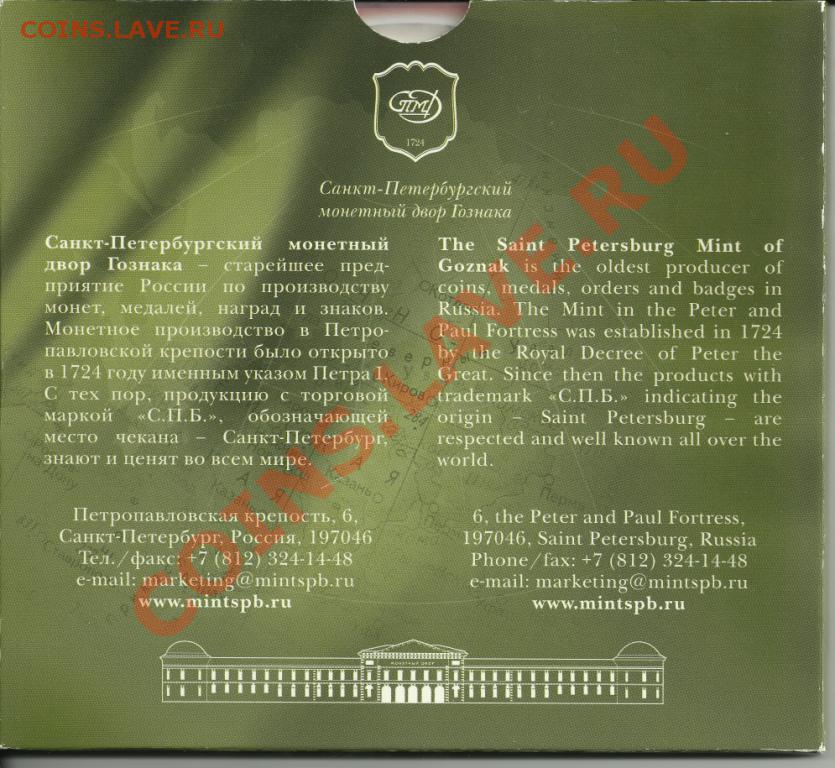 COINS.LAVE.RU
СПМД
1724
Санкт-Петербургский
монетный двор Гознака
Санкт-Петербургский монетный
двор Гознака – старейшее пред-
приятие России по производству
монет, медалей, наград и знаков.
Монетное производство в Петро-
павловской крепости было открыто
в 1724 году именным указом Петра I.
С тех пор, продукцию с торговой
маркой «С.П.Б.», обозначающей
место чекана – Санкт-Петербург,
знают и ценят во всем мире.
The Saint Petersburg Mint of
Goznak is the oldest producer of
coins, medals, orders and badges in
Russia. The Mint in the Peter and
Paul Fortress was established in 1724
by the Royal Decree of Peter the
Great. Since then the products with
trademark «С.П.Б.» indicating the
origin – Saint Petersburg – are
respected and well known all over the
world.
Петропавловская крепость, 6,
Санкт-Петербург, Россия, 197046
Тел./факс: +7 (812) 324-14-48
e-mail: marketing@mintspb.ru
www.mintspb.ru
6, the Peter and Paul Fortress,
197046, Saint Petersburg, Russia
Phone/fax: +7 (812) 324-14-48
e-mail: marketing@mintspb.ru
www.mintspb.ru
МОНЕТНЫЙ ДВОР
COINS.LAVE.RU
Казань
Пермь